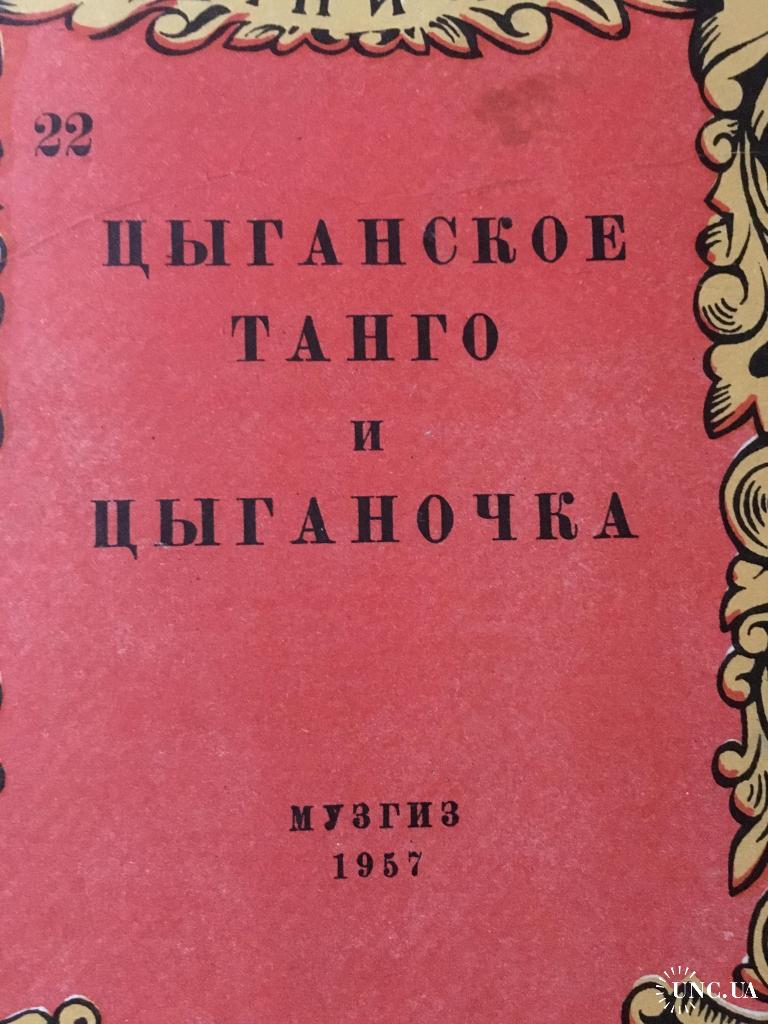 22
ЦЫГАНСКОЕ
ТАНГО
И
ЦЫГАНОЧКА
МУЗГИЗ
1957
UNC.UA